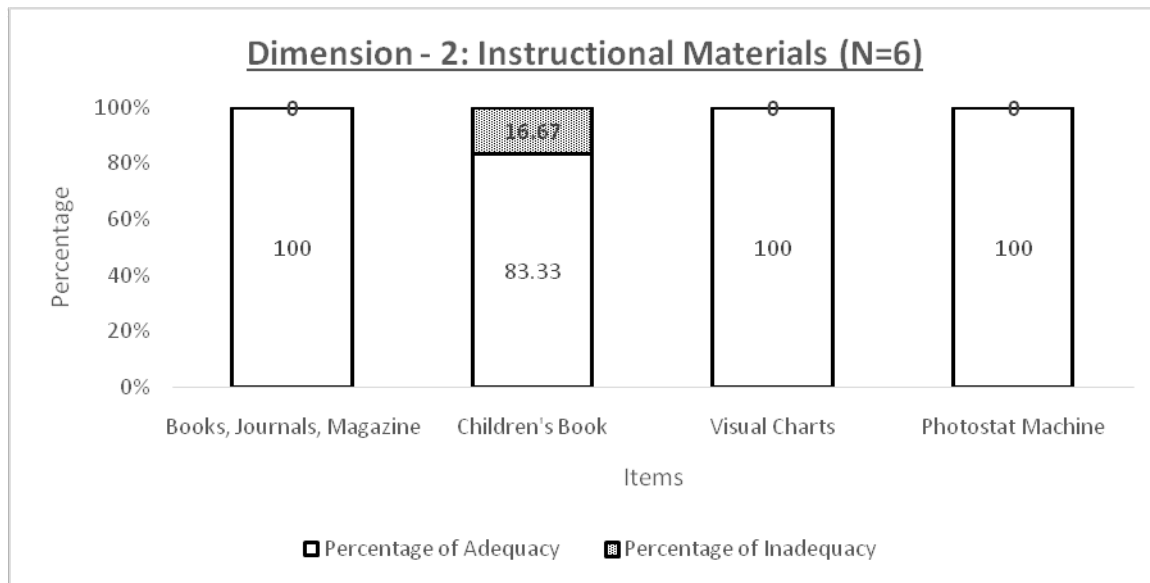 Dimension - 2: Instructional Materials (N=6)
100%
80%
60%
40%
20%
0%
Percentage
0
16.67
0
0
100
83.33
100
100
Books, Journals, Magazine
Children's Book
Visual Charts
Photostat Machine
Items
Percentage of Adequacy
Percentage of Inadequacy